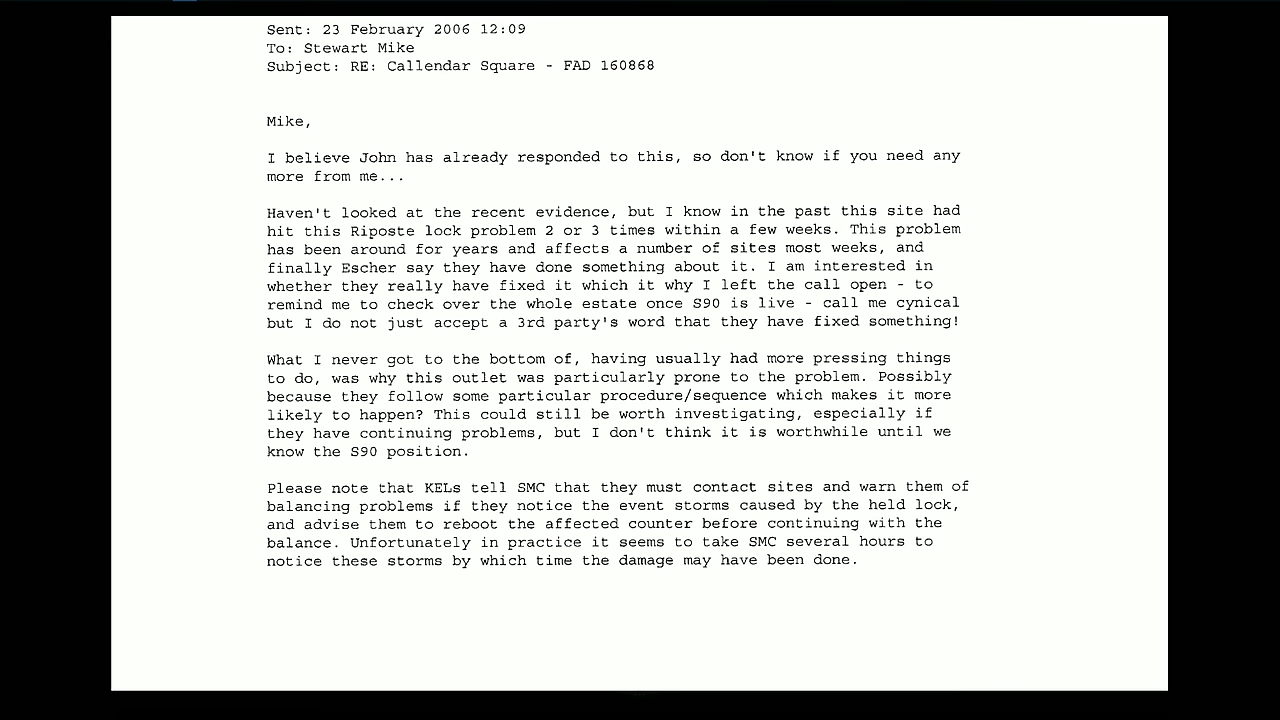 Sent: 23 February 2006 12:09
To: Stewart Mike
Subject: RE: Callendar Square - FAD 160868
Mike,
I believe John has already responded to this, so don't know if you need any
more from me...
Haven't looked at the recent evidence, but I know in the past this site had
hit this Riposte lock problem 2 or 3 times within a few weeks. This problem
has been around for years and affects a number of sites most weeks, and
finally Escher say they have done something about it. I am interested in
whether they really have fixed it which it why I left the call open - to
remind me to check over the whole estate once S90 is live - call me cynical
but I do not just accept a 3rd party's word that they have fixed something!
What I never got to the bottom of, having usually had more pressing things
to do, was why this outlet was particularly prone to the problem. Possibly
because they follow some particular procedure/sequence which makes it more
likely to happen? This could still be worth investigating, especially if
they have continuing problems, but I don't think it is worthwhile until we
know the S90 position.
Please note that KELs tell SMC that they must contact sites and warn them of
balancing problems if they notice the event storms caused by the held lock,
and advise them to reboot the affected counter before continuing with the
balance. Unfortunately in practice it seems to take SMC several hours to
notice these storms by which time the damage may have been done.